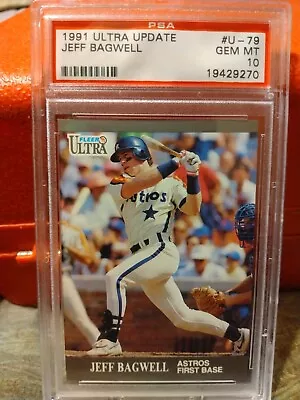 PSA
1991 ULTRA UPDATE #U-79
JEFF BAGWELL GEM MT
10
19429270
FLEER
ULTRA
Astros
JEFF BAGWELL ASTROS
FIRST BASE